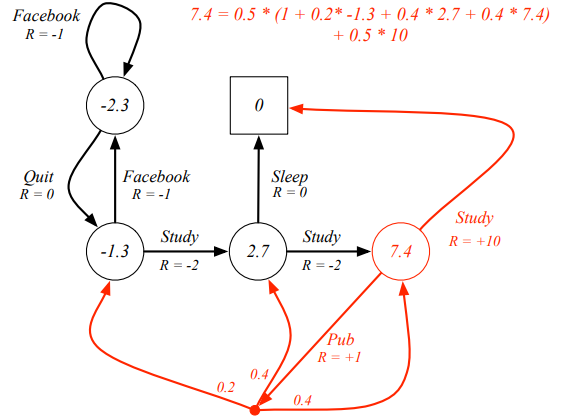 Facebook
R = -1
7.4 = 0.5 * (1 + 0.2* -1.3 + 0.4 * 2.7 + 0.4 * 7.4)
+ 0.5 * 10
-2.3
0
Quit
R = 0
Facebook
R = -1
Sleep
R = 0
-1.3
Study
R = -2
2.7
Study
R = -2
7.4
Study
R = +10
Pub
R = +1
0.2
0.4
0.4